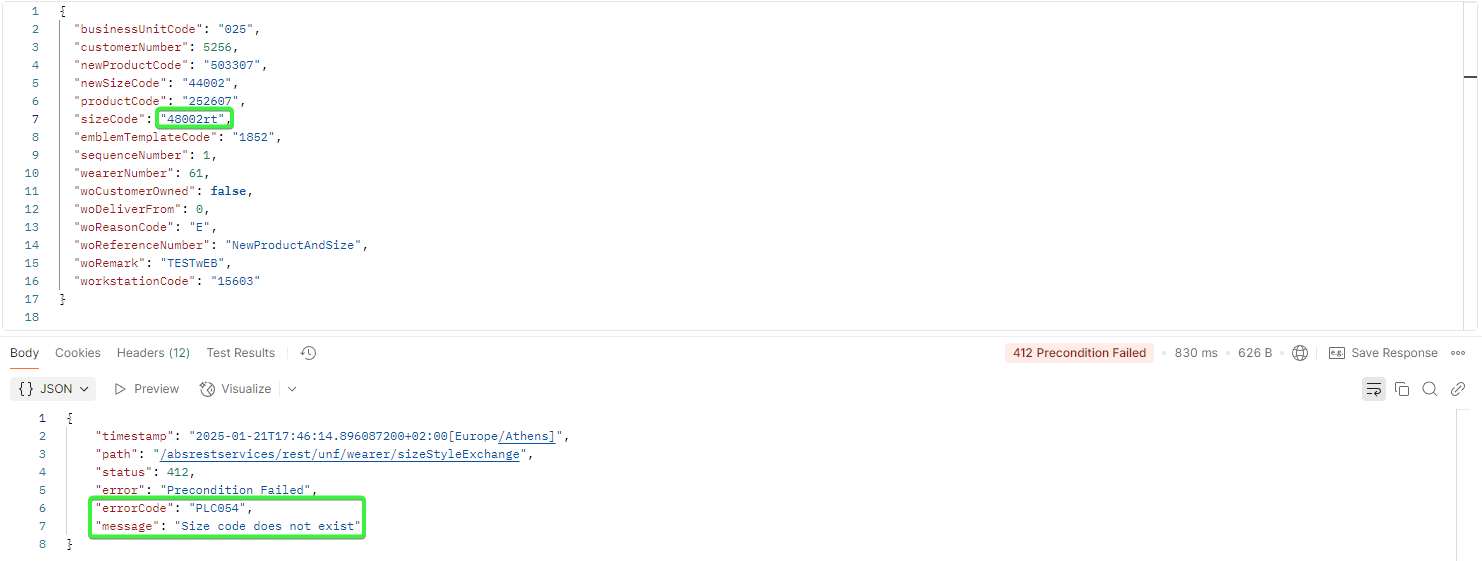 1 {
2 "businessUnitCode": "025",
3 "customerNumber": 5256,
4 "newProductCode": "503307",
5 "newSizeCode": "44002",
6 "productCode": "252607",
7 "sizeCode": "48002rt",
8 "emblemTemplateCode": "1852",
9 "sequenceNumber": 1,
10 "wearerNumber": 61,
11 "woCustomerOwned": false,
12 "woDeliverFrom": 0,
13 "woReasonCode": "E",
14 "woReferenceNumber": "NewProductAndSize",
15 "woRemark": "TESTwEB",
16 "workstationCode": "15603"
17 }
18
Body Cookies Headers (12) Test Results 412 Precondition Failed 830 ms 626 B e.g. Save Response
{} JSON Preview Visualize
1 {
2 "timestamp": "2025-01-21T17:46:14.896087200+02:00[Europe/Athens]",
3 "path": "/absrestservices/rest/unf/wearer/sizeStyleExchange",
4 "status": 412,
5 "error": "Precondition Failed",
6 "errorCode": "PLC054",
7 "message": "Size code does not exist"
8 }